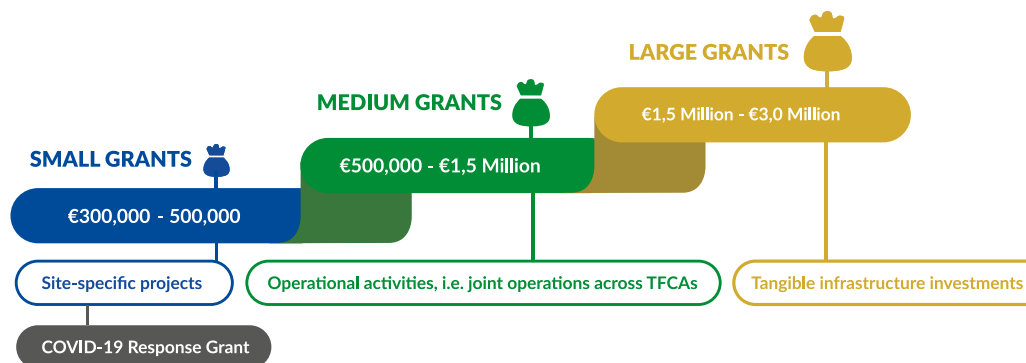 LARGE GRANTS
€1,5 Million - €3,0 Million
MEDIUM GRANTS
€500,000 - €1,5 Million
SMALL GRANTS
€300,000 - 500,000
Site-specific projects
Operational activities, i.e. joint operations across TFCAs
Tangible infrastructure investments
COVID-19 Response Grant